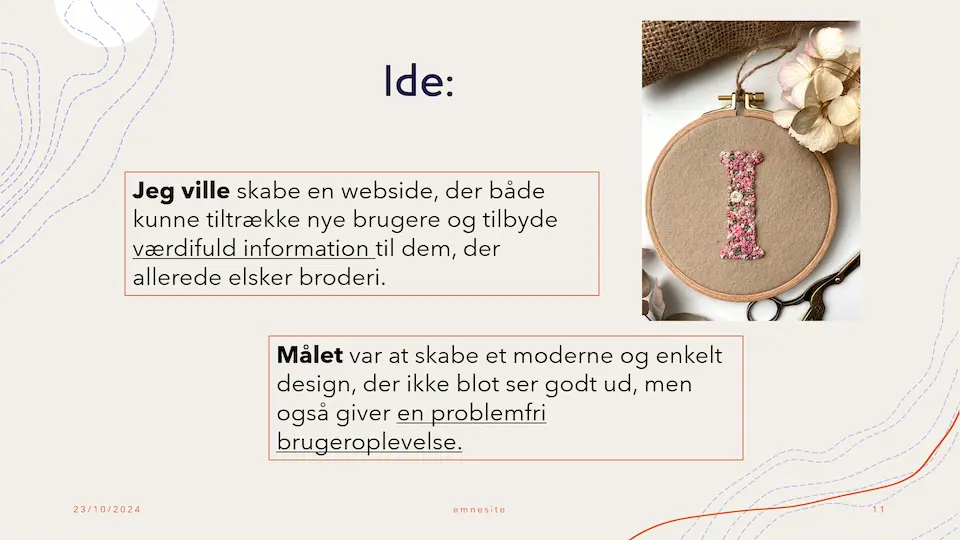 Ide:
Jeg ville skabe en webside, der både
kunne tiltrække nye brugere og tilbyde
værdifuld information til dem, der
allerede elsker broderi.
I
Målet var at skabe et moderne og enkelt
design, der ikke blot ser godt ud, men
også giver en problemfri
brugeroplevelse.
23/10/2024
emnesite
11